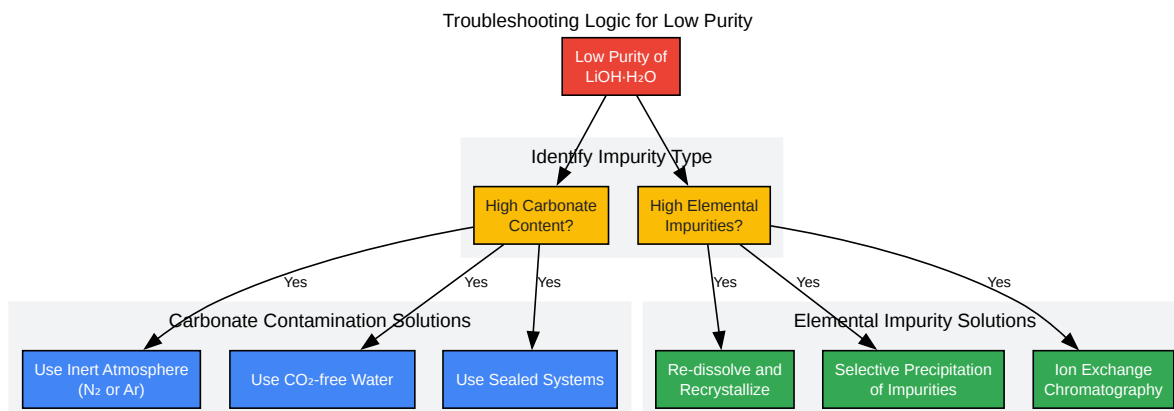 Troubleshooting Logic for Low Purity
Low Purity of
LiOH·H₂O
Identify Impurity Type
High Carbonate
Content?
High Elemental
Impurities?
Yes
Yes
Yes
Yes
Yes
Yes
Carbonate Contamination Solutions
Elemental Impurity Solutions
Use Inert Atmosphere
(N₂ or Ar)
Use CO₂-free Water
Use Sealed Systems
Re-dissolve and
Recrystallize
Selective Precipitation
of Impurities
Ion Exchange
Chromatography